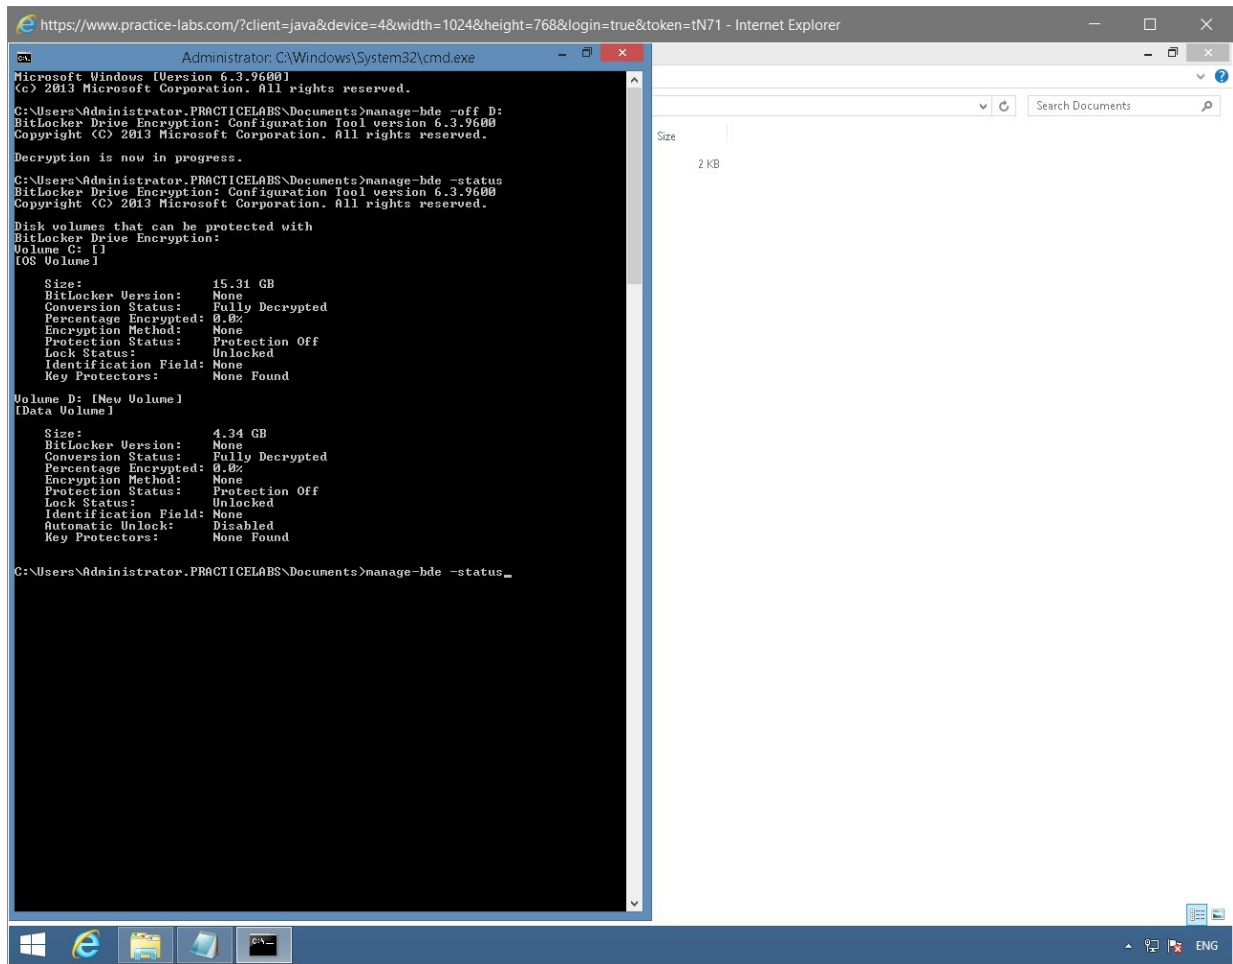 https://www.practice-labs.com/?client=java&device=4&width=1024&height=768&login=true&token=tN71 - Internet Explorer
Administrator: C:\Windows\System32\cmd.exe
Microsoft Windows [Version 6.3.9600]
(c) 2013 Microsoft Corporation. All rights reserved.
C:\Users\Administrator.PRACTICELABS\Documents>manage-bde -off D:
BitLocker Drive Encryption: Configuration Tool version 6.3.9600
Copyright (C) 2013 Microsoft Corporation. All rights reserved.
Decryption is now in progress.
C:\Users\Administrator.PRACTICELABS\Documents>manage-bde -status
BitLocker Drive Encryption: Configuration Tool version 6.3.9600
Copyright (C) 2013 Microsoft Corporation. All rights reserved.
Disk volumes that can be protected with
BitLocker Drive Encryption:
Volume C: []
[OS Volume]
Size: 15.31 GB
BitLocker Version: None
Conversion Status: Fully Decrypted
Percentage Encrypted: 0.0%
Encryption Method: None
Protection Status: Protection Off
Lock Status: Unlocked
Identification Field: None
Key Protectors: None Found
Volume D: [New Volume]
[Data Volume]
Size: 4.34 GB
BitLocker Version: None
Conversion Status: Fully Decrypted
Percentage Encrypted: 0.0%
Encryption Method: None
Protection Status: Protection Off
Lock Status: Unlocked
Identification Field: None
Automatic Unlock: Disabled
Key Protectors: None Found
C:\Users\Administrator.PRACTICELABS\Documents>manage-bde -status_
Search Documents
Size
2 KB
ENG